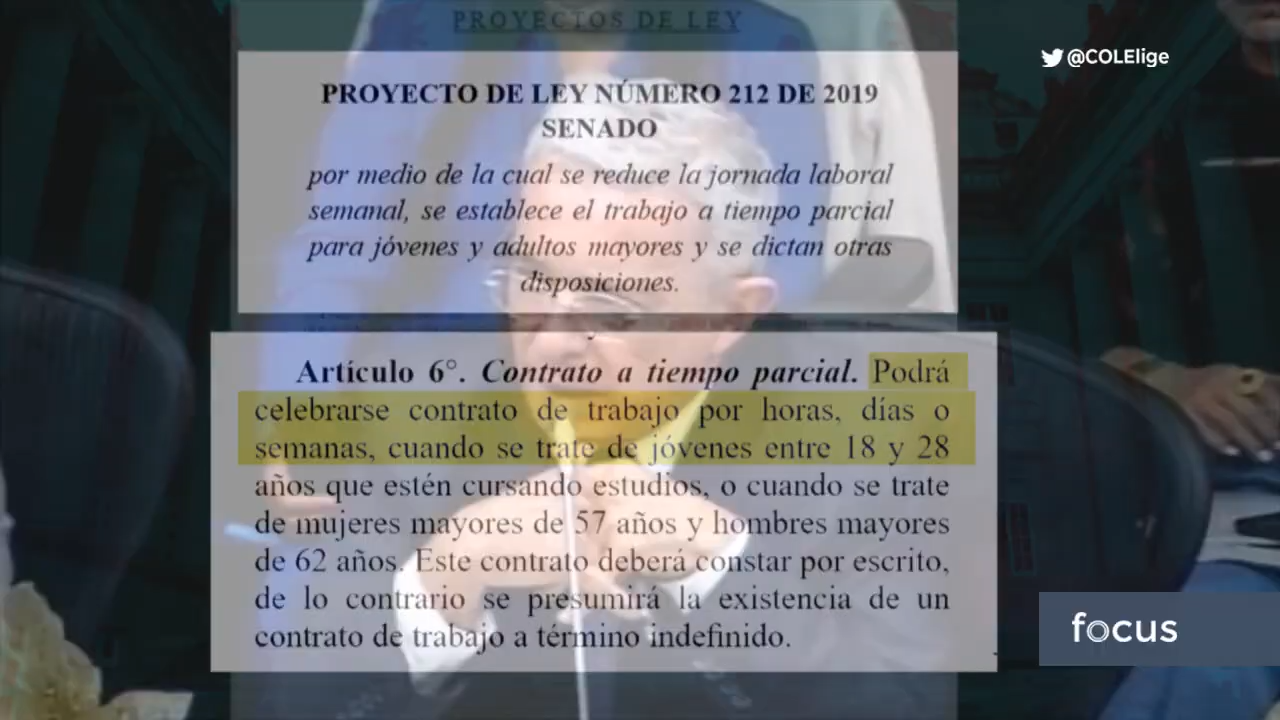 PROYECTOS DE LEY
@COLElige
PROYECTO DE LEY NÚMERO 212 DE 2019
SENADO
por medio de la cual se reduce la jornada laboral
semanal, se establece el trabajo a tiempo parcial
para jóvenes y adultos mayores y se dictan otras
disposiciones.
Artículo 6°. Contrato a tiempo parcial. Podrá
celebrarse contrato de trabajo por horas, días o
semanas, cuando se trate de jóvenes entre 18 y 28
años que estén cursando estudios, o cuando se trate
de mujeres mayores de 57 años y hombres mayores
de 62 años. Este contrato deberá constar por escrito,
de lo contrario se presumirá la existencia de un
contrato de trabajo a término indefinido.
focus